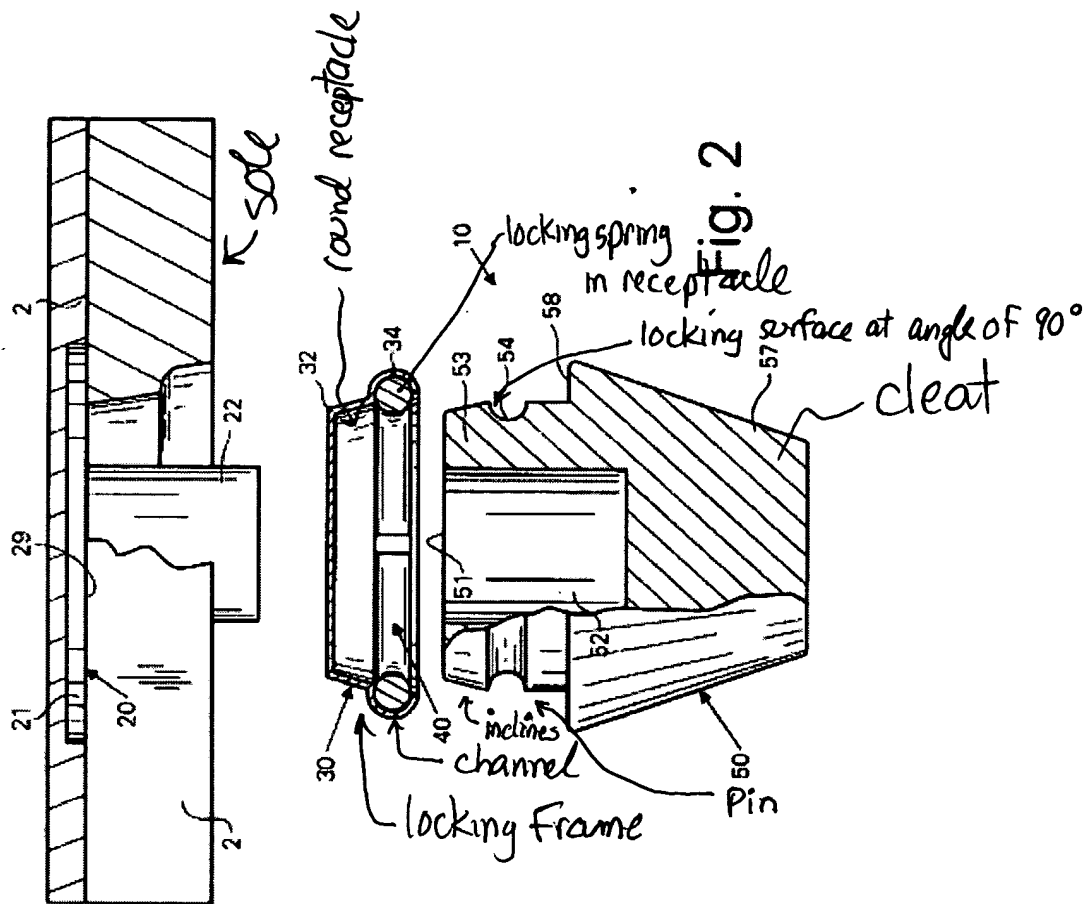 round receptacle
sole
2
29
21
20
22
2
32
34
10
locking spring
in receptacle
Fig. 2
30
40
channel
locking Frame
58
54
53
locking surface at angle of 90°
57
cleat
51
52
inclines
50
Pin